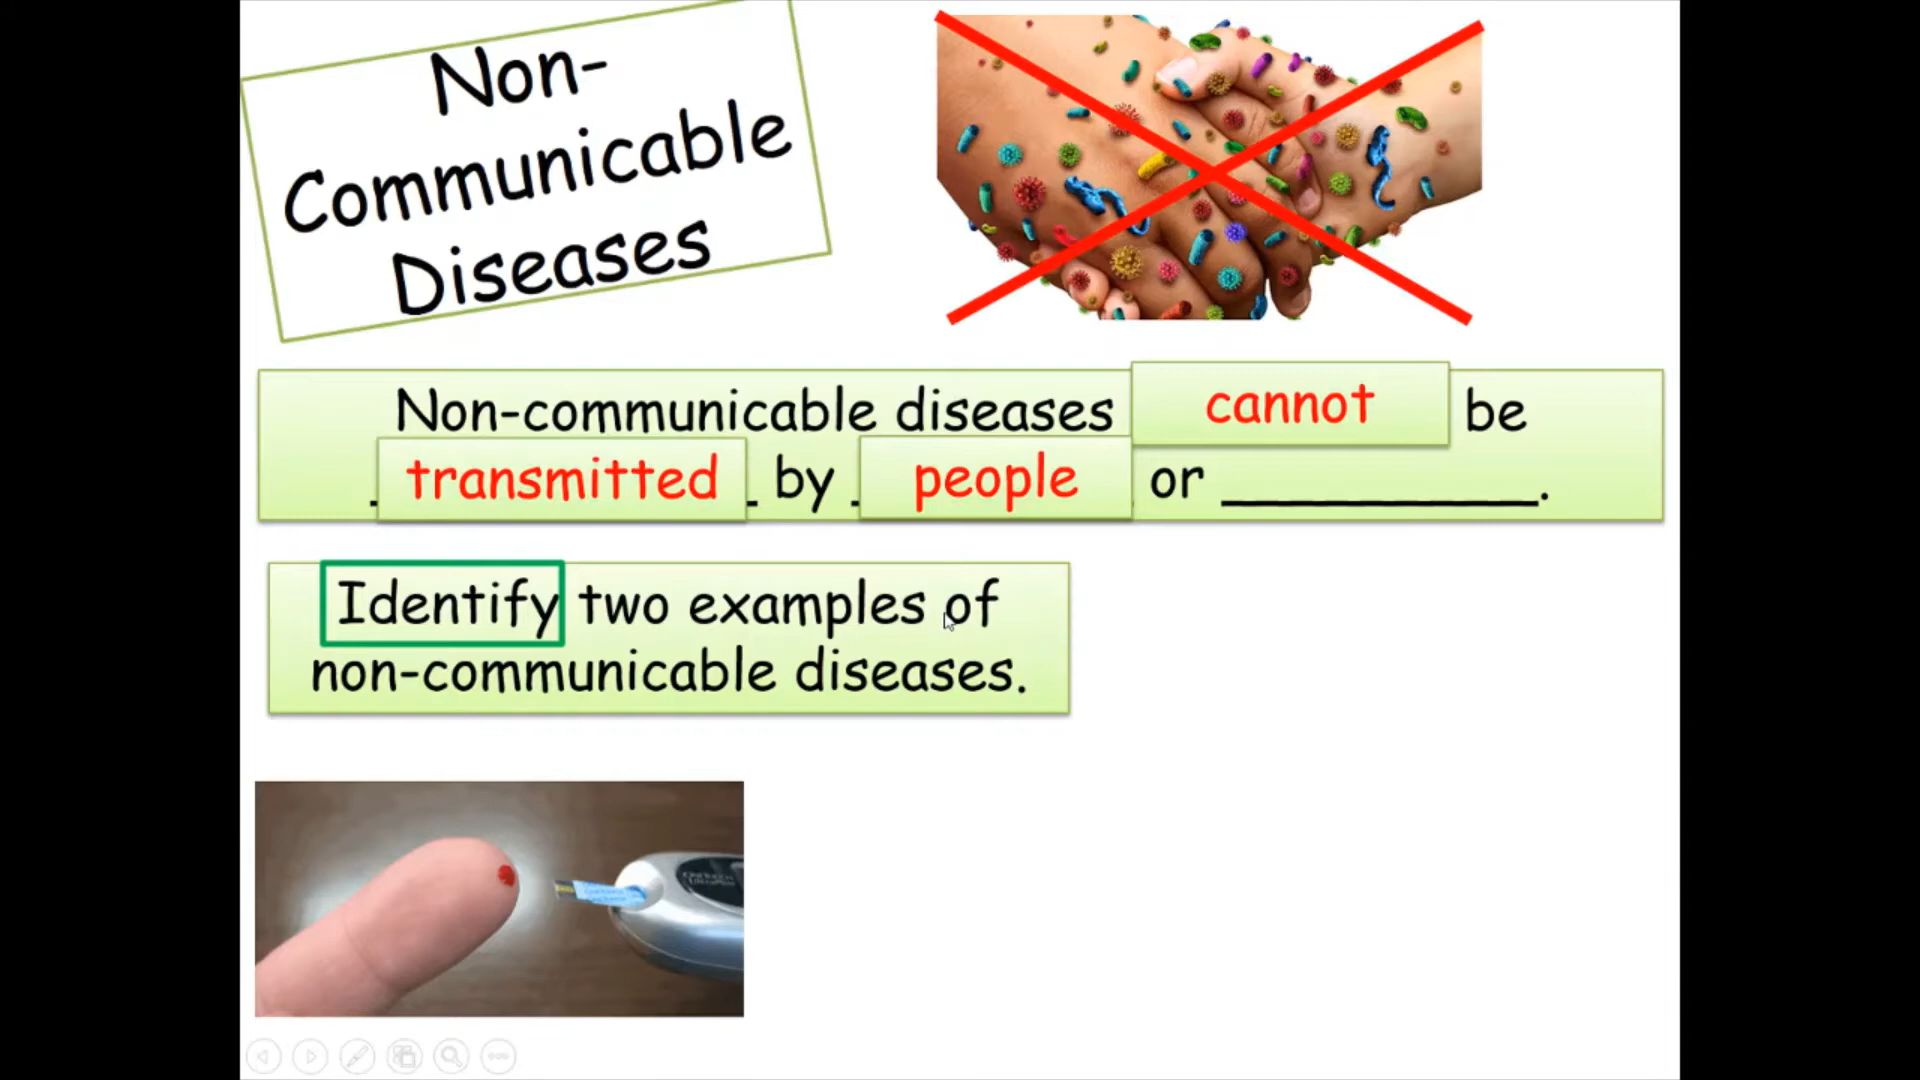 Non-
Communicable
Diseases
Non-communicable diseases cannot be
transmitted by people or __________.
Identify two examples of
non-communicable diseases.